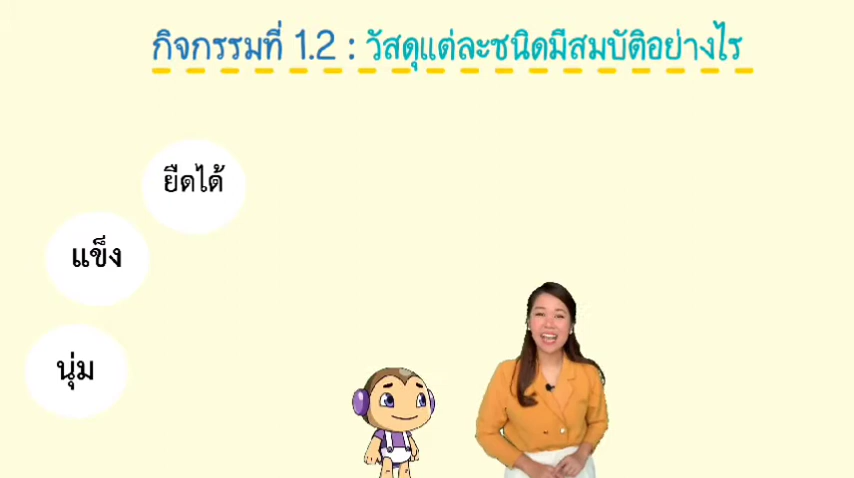 กิจกรรมที่ 1.2 : วัสดุแต่ละชนิดมีสมบัติอย่างไร
ยืดได้
แข็ง
นุ่ม